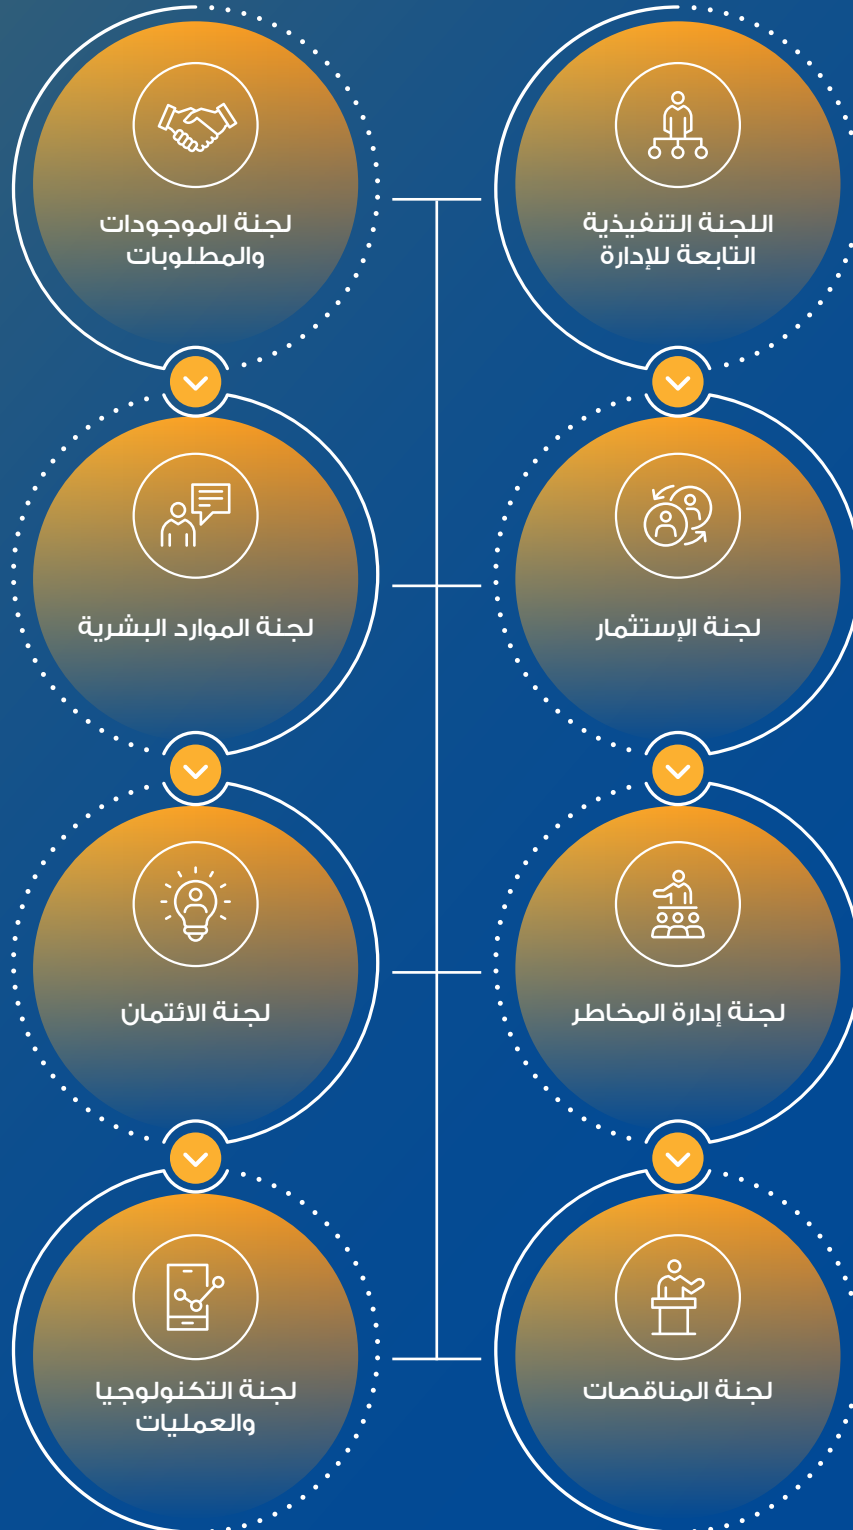 اللجنة التنفيذية
التابعة للإدارة
لجنة الموجودات
والمطلوبات
لجنة الإستثمار
لجنة الموارد البشرية
لجنة إدارة المخاطر
لجنة الائتمان
لجنة المناقصات
لجنة التكنولوجيا
والعمليات